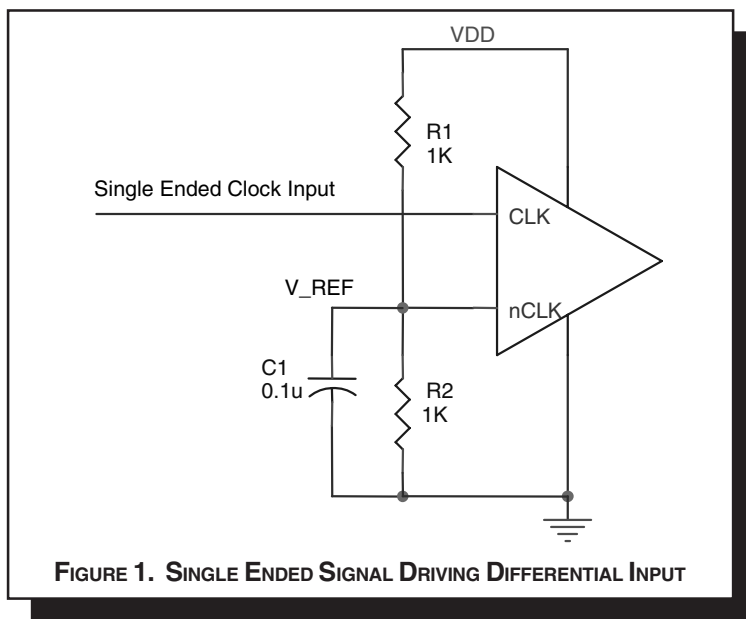 VDD
R1
1K
Single Ended Clock Input
CLK
V_REF
nCLK
C1
0.1u
R2
1K
FIGURE 1. SINGLE ENDED SIGNAL DRIVING DIFFERENTIAL INPUT